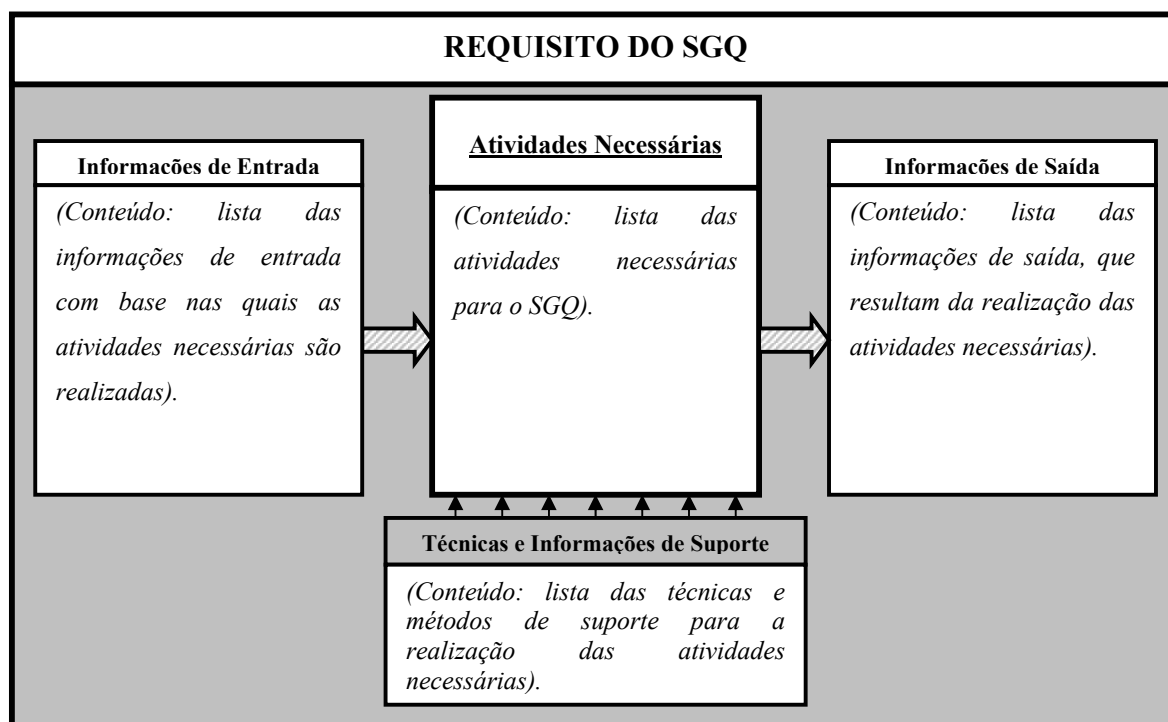 REQUISITO DO SGQ
Informacões de Entrada
(Conteúdo: lista das
informações de entrada
com base nas quais as
atividades necessárias são
realizadas).
Atividades Necessárias
(Conteúdo: lista das
atividades necessárias
para o SGQ).
Informacões de Saída
(Conteúdo: lista das
informações de saída, que
resultam da realização das
atividades necessárias).
Técnicas e Informações de Suporte
(Conteúdo: lista das técnicas e
métodos de suporte para a
realização das atividades
necessárias).